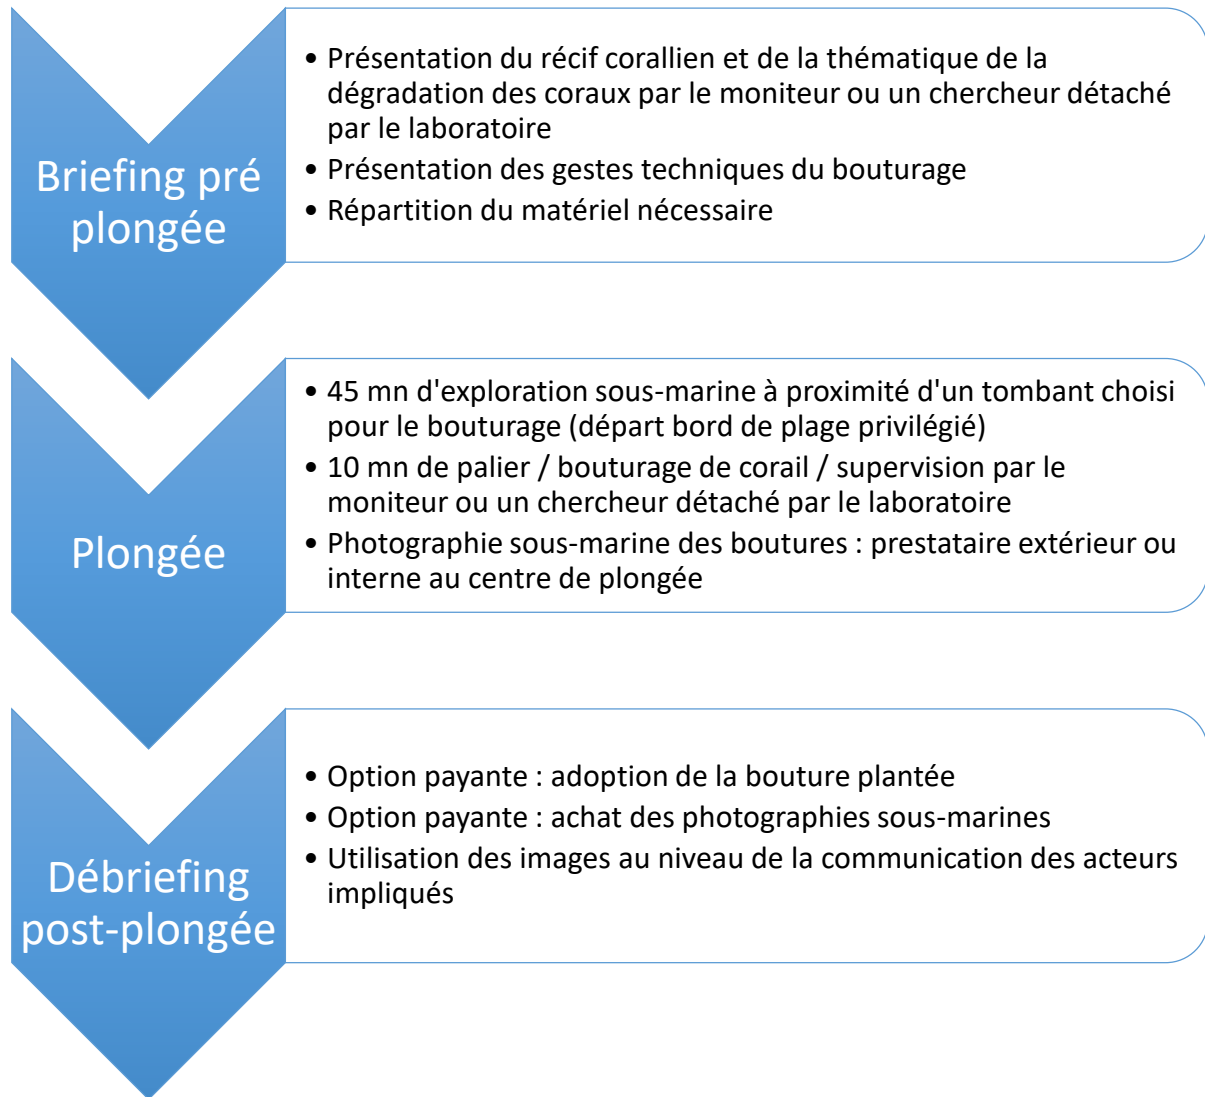 Briefing pré
plongée
• Présentation du récif corallien et de la thématique de la
dégradation des coraux par le moniteur ou un chercheur détaché
par le laboratoire
• Présentation des gestes techniques du bouturage
• Répartition du matériel nécessaire
Plongée
• 45 mn d'exploration sous-marine à proximité d'un tombant choisi
pour le bouturage (départ bord de plage privilégié)
• 10 mn de palier / bouturage de corail / supervision par le
moniteur ou un chercheur détaché par le laboratoire
• Photographie sous-marine des boutures : prestataire extérieur ou
interne au centre de plongée
Débriefing
post-plongée
• Option payante : adoption de la bouture plantée
• Option payante : achat des photographies sous-marines
• Utilisation des images au niveau de la communication des acteurs
impliqués